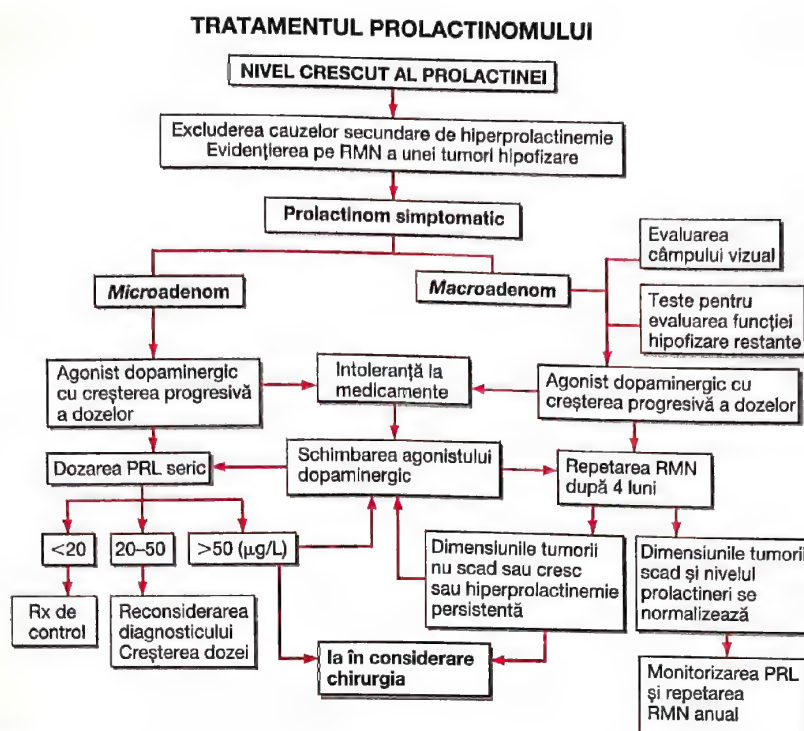 TRATAMENTUL PROLACTINOMULUI
NIVEL CRESCUT AL PROLACTINEI
Excluderea cauzelor secundare de hiperprolactinemie
Evidențierea pe RMN a unei tumori hipofizare
Prolactinom simptomatic
Evaluarea
câmpului vizual
Microadenom
Macroadenom
Teste pentru
evaluarea funcției
hipofizare restante
Agonist dopaminergic
cu creșterea progresivă
a dozelor
Intoleranță la
medicamente
Agonist dopaminergic cu
creșterea progresivă a dozelor
Dozarea PRL seric
Schimbarea agonistului
dopaminergic
Repetarea RMN
după 4 luni
<20
20–50
>50 (µg/L)
Dimensiunile tumorii
nu scad sau cresc
sau hiperprolactinemie
persistentă
Dimensiunile tumorii
scad și nivelul
prolactineri se
normalizează
Rx de
control
Reconsiderarea
diagnosticului
Creșterea dozei
Ia în considerare
chirurgia
Monitorizarea PRL
și repetarea
RMN anual